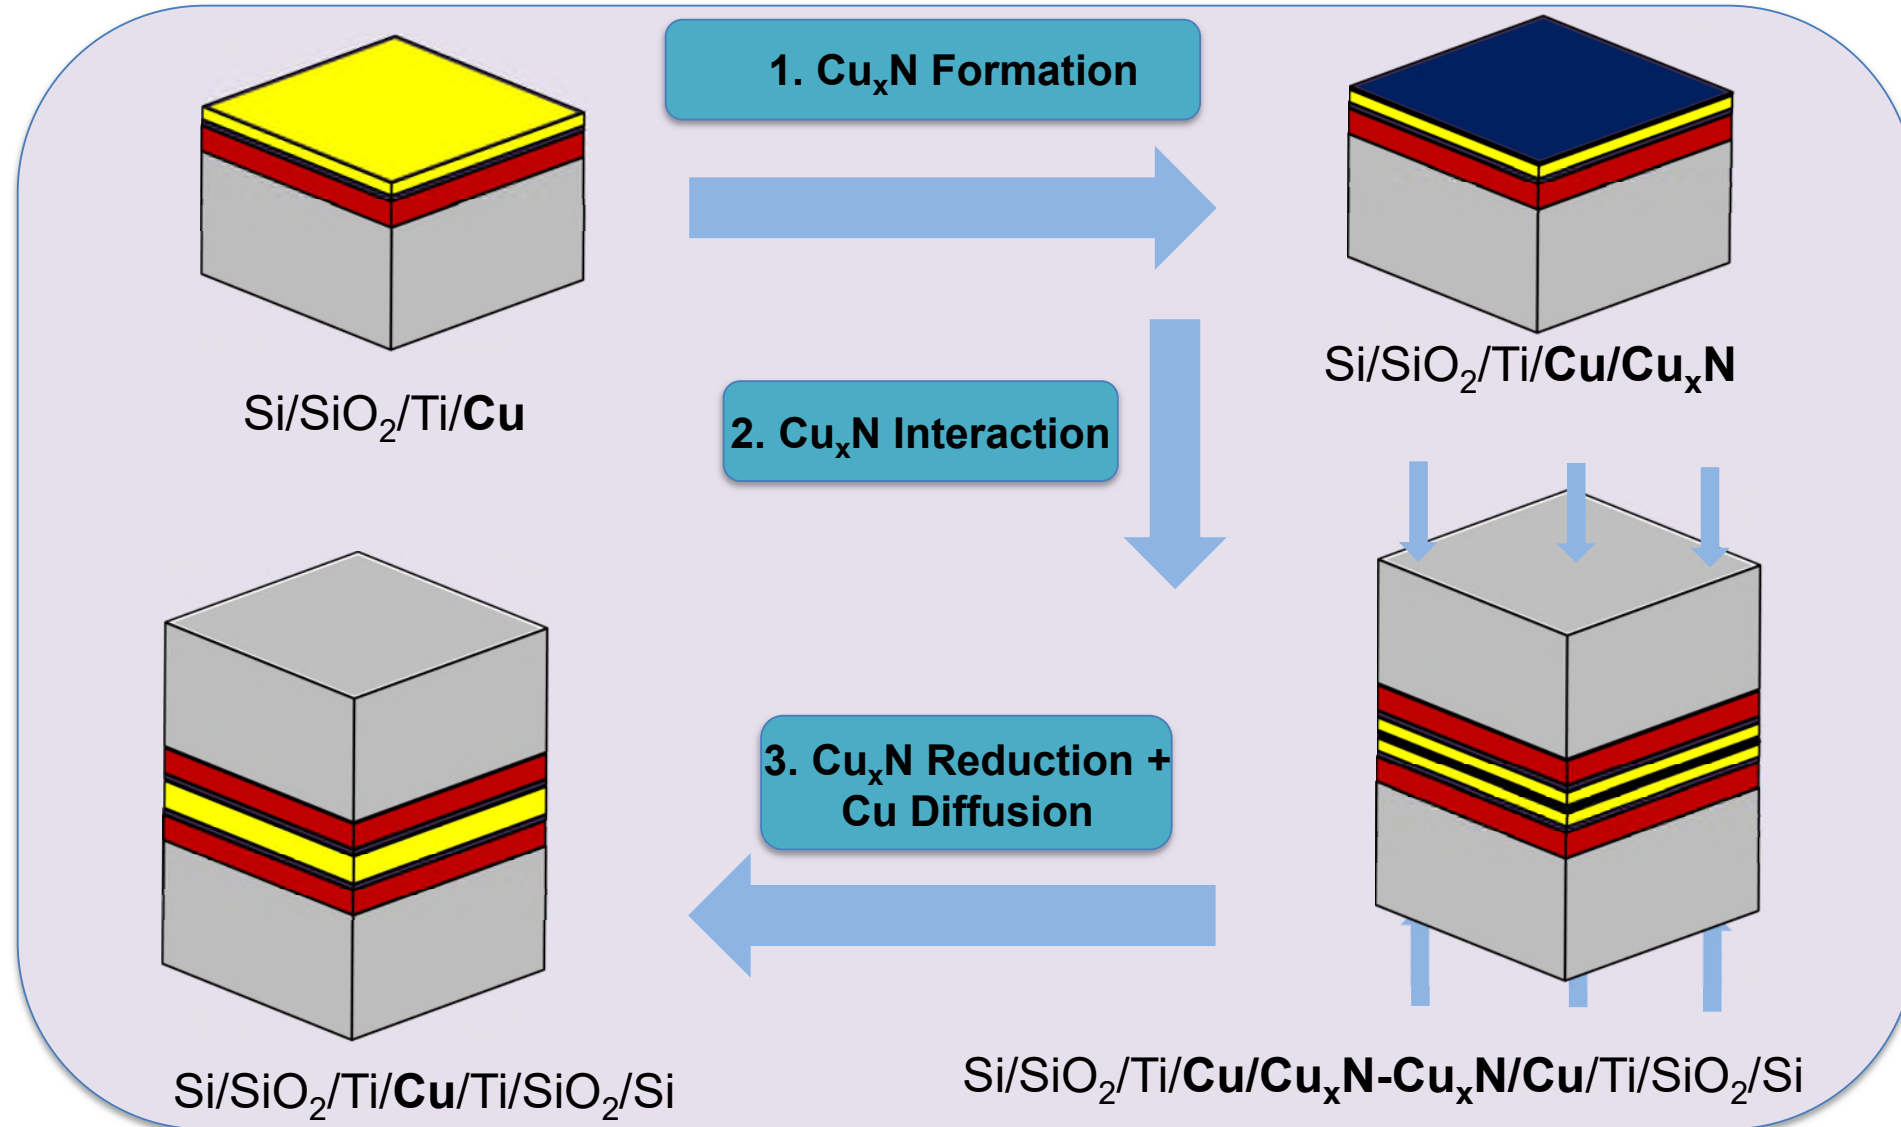 1. CuₓN Formation
Si/SiO₂/Ti/Cu
Si/SiO₂/Ti/Cu/CuₓN
2. CuₓN Interaction
3. CuₓN Reduction +
Cu Diffusion
Si/SiO₂/Ti/Cu/Ti/SiO₂/Si
Si/SiO₂/Ti/Cu/CuₓN-CuₓN/Cu/Ti/SiO₂/Si